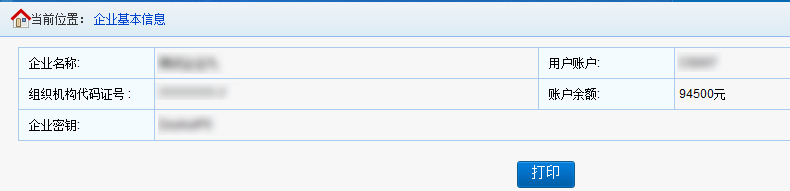 当前位置： 企业基本信息
企业名称: 用户账户:
组织机构代码证号 : 账户余额: 94500元
企业密钥:
打印